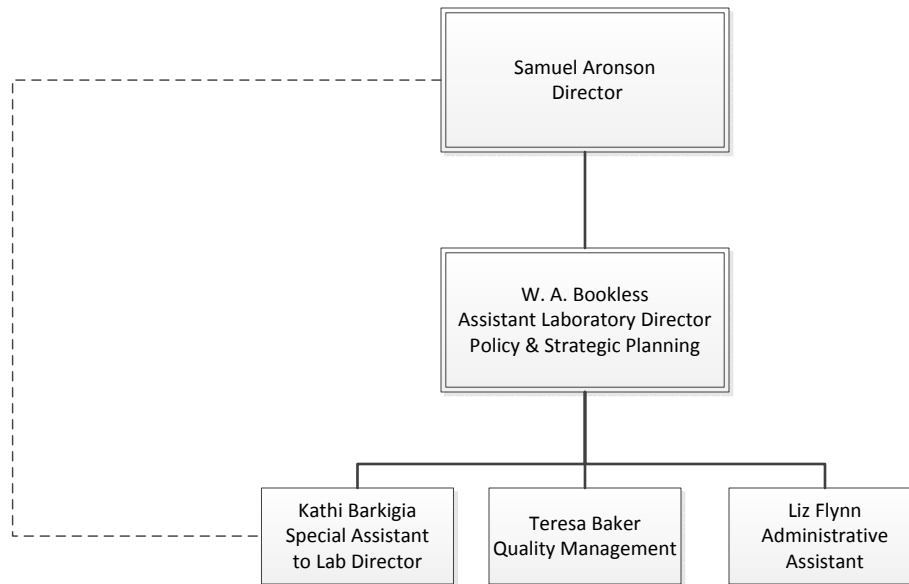 Samuel Aronson
Director
W. A. Bookless
Assistant Laboratory Director
Policy & Strategic Planning
Kathi Barkigia
Special Assistant
to Lab Director
Teresa Baker
Quality Management
Liz Flynn
Administrative
Assistant